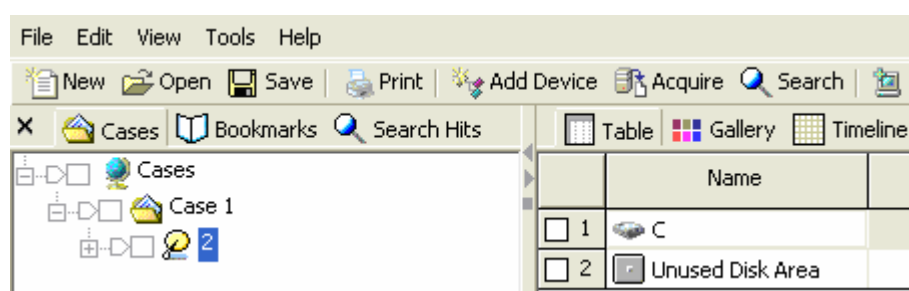 File Edit View Tools Help
New Open Save Print Add Device Acquire Search
Cases Bookmarks Search Hits Table Gallery Timeline
Cases Name
Case 1
1 C
2
2 Unused Disk Area